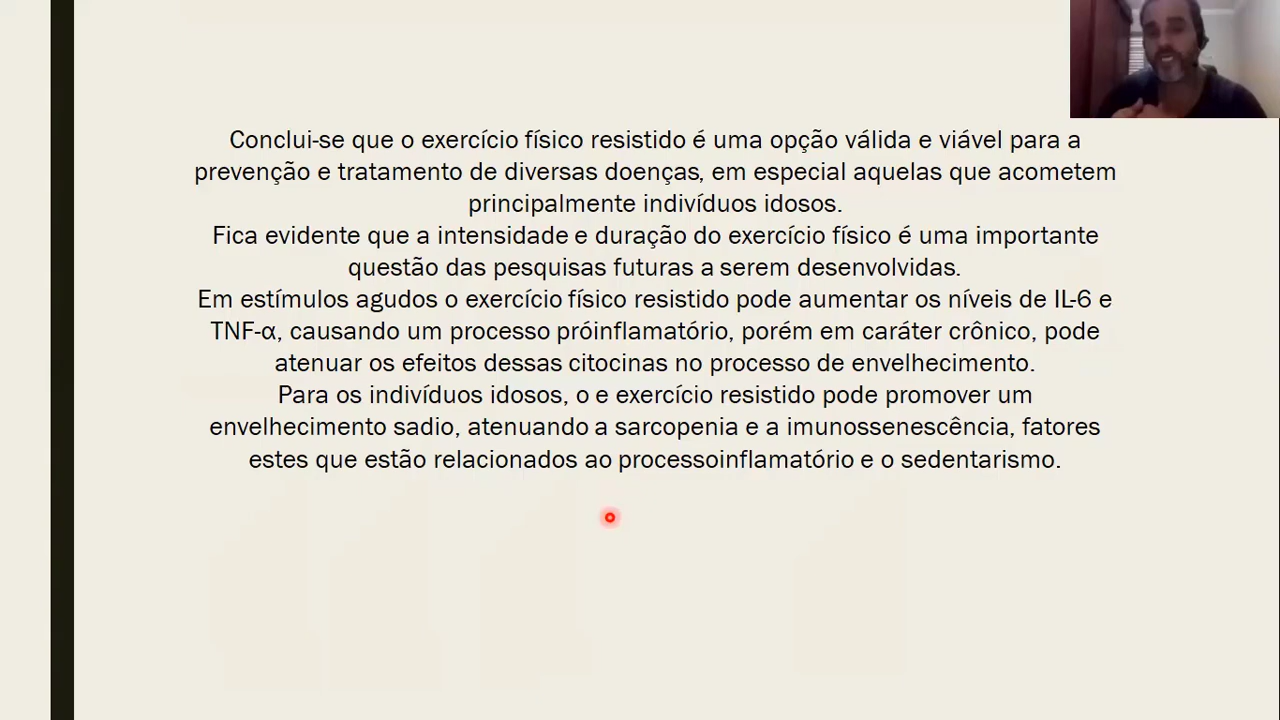 Conclui-se que o exercício físico resistido é uma opção válida e viável para a
prevenção e tratamento de diversas doenças, em especial aquelas que acometem
principalmente indivíduos idosos.
Fica evidente que a intensidade e duração do exercício físico é uma importante
questão das pesquisas futuras a serem desenvolvidas.
Em estímulos agudos o exercício físico resistido pode aumentar os níveis de IL-6 e
TNF-α, causando um processo próinflamatório, porém em caráter crônico, pode
atenuar os efeitos dessas citocinas no processo de envelhecimento.
Para os indivíduos idosos, o e exercício resistido pode promover um
envelhecimento sadio, atenuando a sarcopenia e a imunossenescência, fatores
estes que estão relacionados ao processoinflamatório e o sedentarismo.